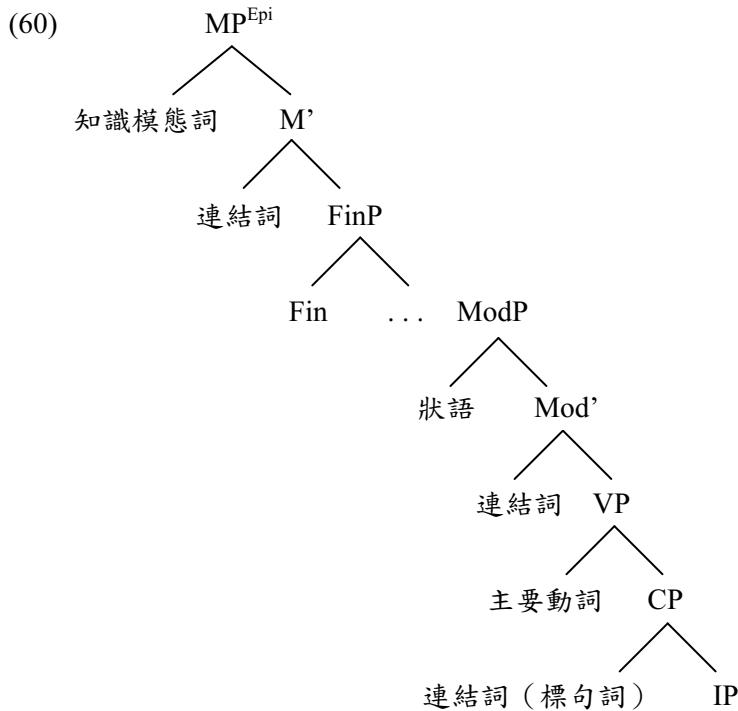 (60) MP^Epi
知識模態詞 M’
連結詞 FinP
Fin ... ModP
狀語 Mod’
連結詞 VP
主要動詞 CP
連結詞（標句詞） IP